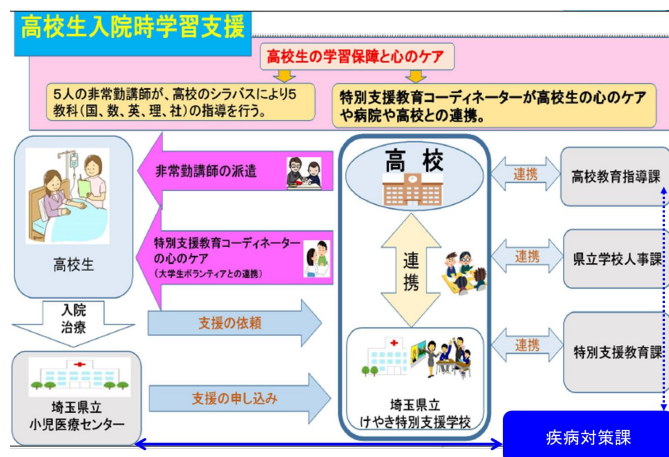 高校生入院時学習支援
高校生の学習保障と心のケア
5人の非常勤講師が、高校のシラバスにより5
教科(国、数、英、理、社)の指導を行う。
特別支援教育コーディネーターが高校生の心のケア
や病院や高校との連携。
高校生
非常勤講師の派遣
特別支援教育コーディネーター
の心のケア
(大学生ボランティアとの連携)
高校
連携
連携
高校教育指導課
連携
県立学校人事課
連携
特別支援教育課
入院
治療
支援の依頼
支援の申し込み
埼玉県立
小児医療センター
埼玉県立
けやき特別支援学校
疾病対策課